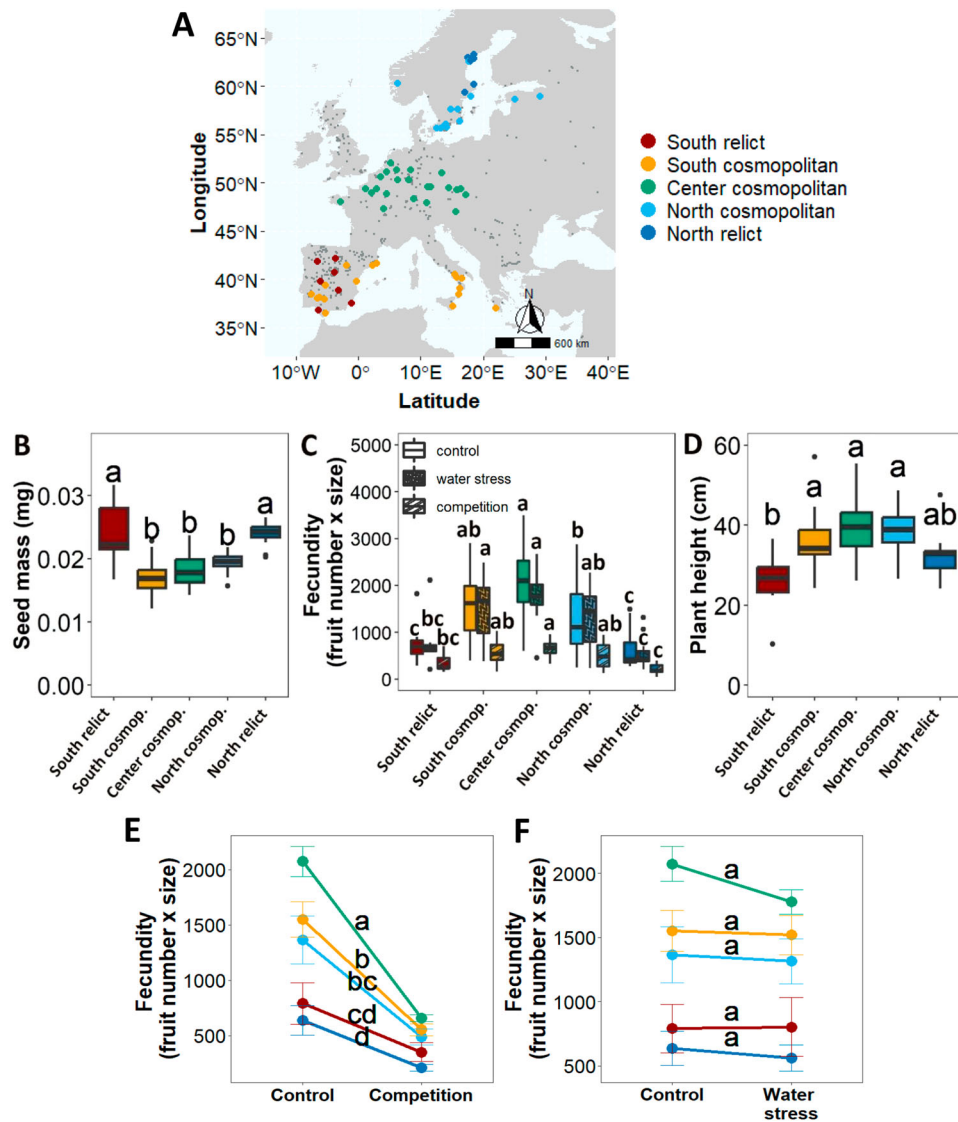 A
65°N
60°N
55°N
50°N
45°N
40°N
35°N
Longitude
10°W 0° 10°E 20°E 30°E 40°E
Latitude
N
600 km
South relict
South cosmopolitan
Center cosmopolitan
North cosmopolitan
North relict
B
Seed mass (mg)
0.03
0.02
0.01
0.00
a b b b a
South relict
South cosmop.
Center cosmop.
North cosmop.
North relict
C
Fecundity
(fruit number x size)
5000
4000
3000
2000
1000
0
control
water stress
competition
c bc bc
ab a ab
a a a
b ab ab
c c c
South relict
South cosmop.
Center cosmop.
North cosmop.
North relict
D
Plant height (cm)
60
40
20
0
b a a a ab
South relict
South cosmop.
Center cosmop.
North cosmop.
North relict
E
Fecundity
(fruit number x size)
2000
1500
1000
500
a
b
bc
cd
d
Control Competition
F
Fecundity
(fruit number x size)
2000
1500
1000
500
a
a
a
a
a
Control Water
stress